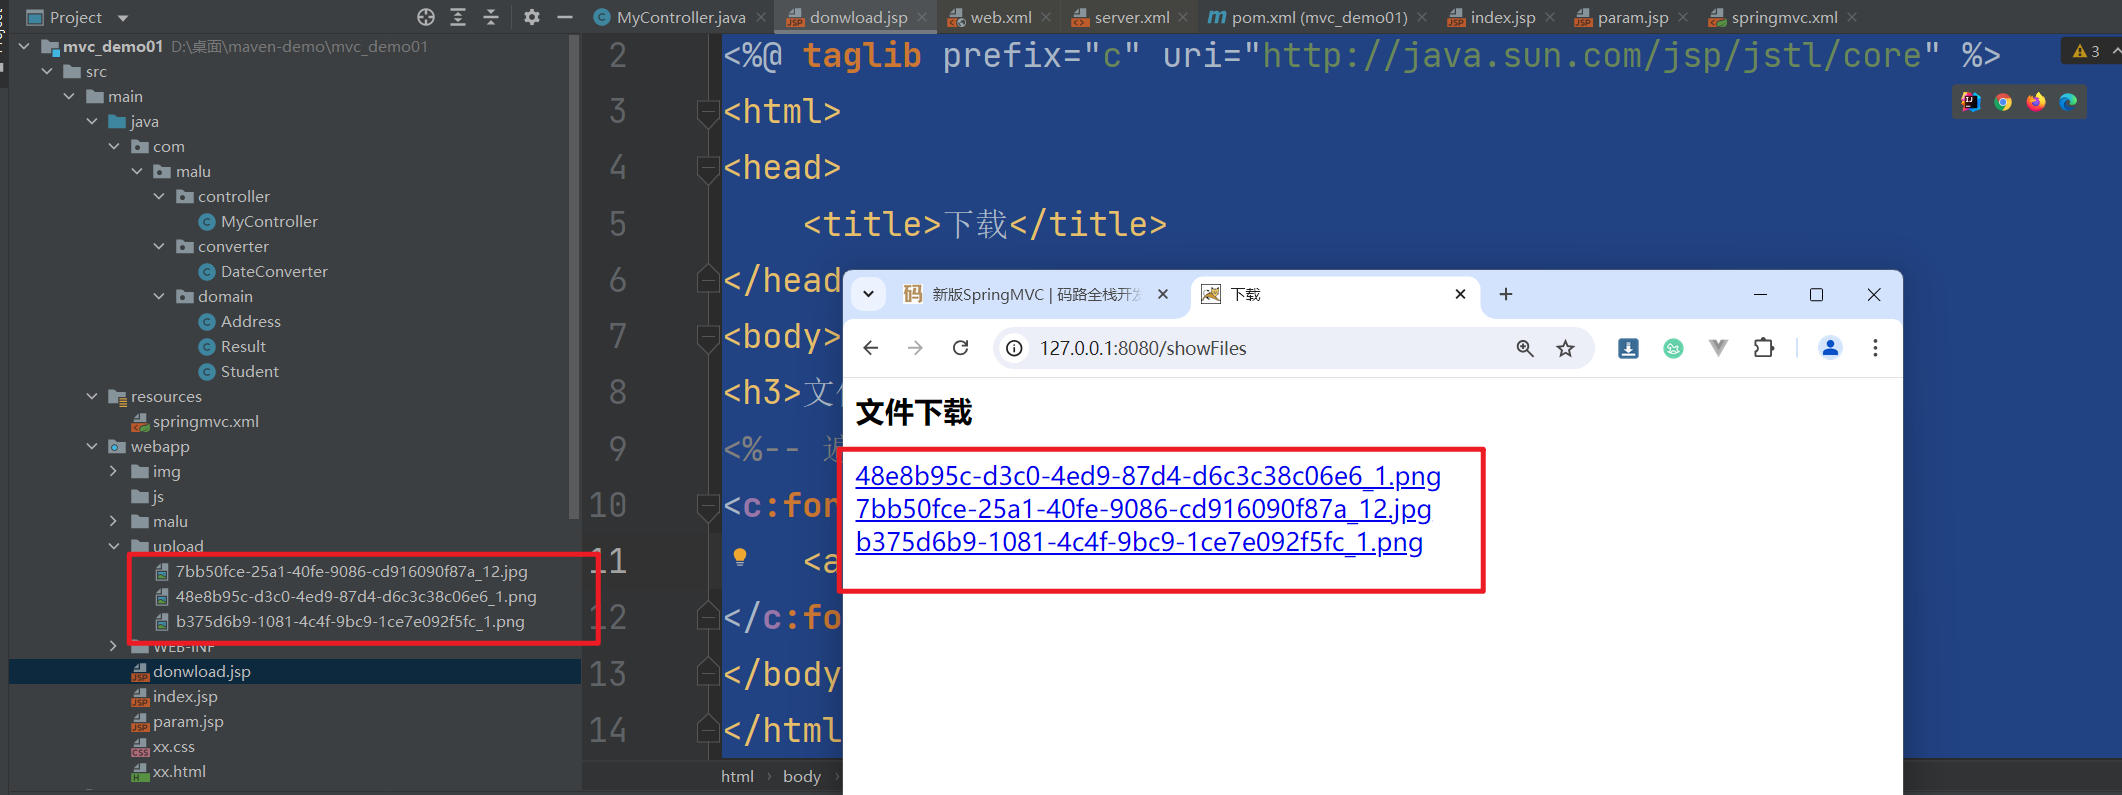 Project
MyController.java
donwload.jsp
web.xml
server.xml
pom.xml (mvc_demo01)
index.jsp
param.jsp
springmvc.xml
mvc_demo01 D:\桌面\maven-demo\mvc_demo01
src
main
java
com
malu
controller
MyController
converter
DateConverter
domain
Address
Result
Student
resources
springmvc.xml
webapp
img
js
malu
upload
7bb50fce-25a1-40fe-9086-cd916090f87a_12.jpg
48e8b95c-d3c0-4ed9-87d4-d6c3c38c06e6_1.png
b375d6b9-1081-4c4f-9bc9-1ce7e092f5fc_1.png
WEB-INF
donwload.jsp
index.jsp
param.jsp
xx.css
xx.html
2 <%@ taglib prefix="c" uri="http://java.sun.com/jsp/jstl/core" %>
3 <html>
4 <head>
5 <title>下载</title>
6 </head
7 <body>
8 <h3>文件
9 <%-- 遍
10 <c:for
11 <a
12 </c:fo
13 </body
14 </html
3
html › body ›
新版SpringMVC | 码路全栈开发
下载
127.0.0.1:8080/showFiles
文件下载
48e8b95c-d3c0-4ed9-87d4-d6c3c38c06e6_1.png
7bb50fce-25a1-40fe-9086-cd916090f87a_12.jpg
b375d6b9-1081-4c4f-9bc9-1ce7e092f5fc_1.png